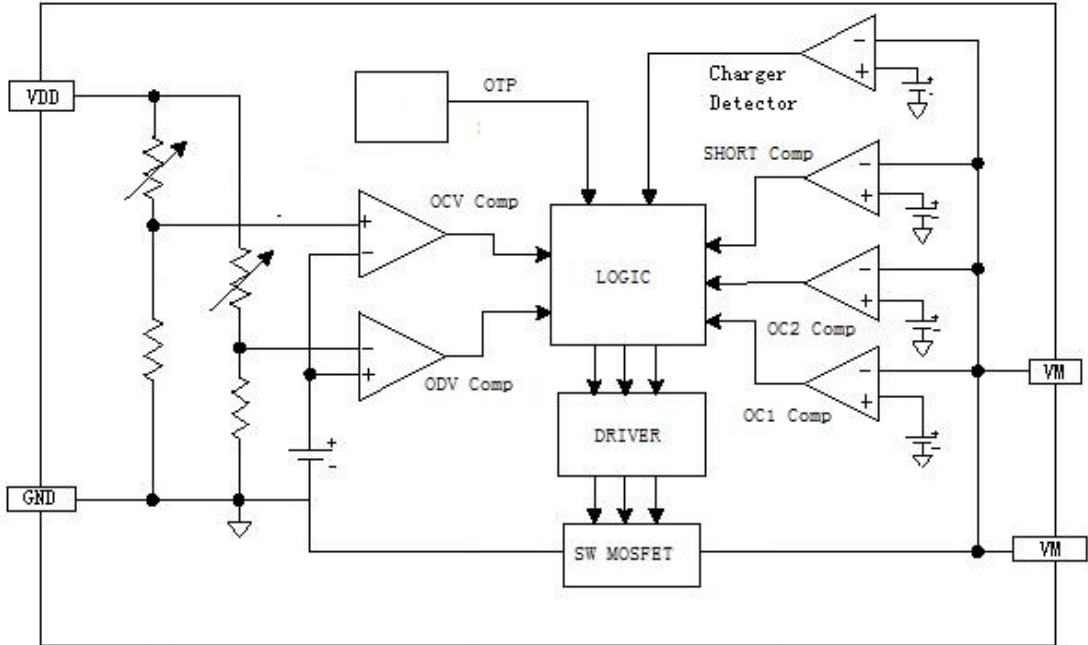 VDD
OTP
Charger
Detector
SHORT Comp
OCV Comp
LOGIC
OC2 Comp
ODV Comp
OC1 Comp
VM
DRIVER
GND
SW MOSFET
VM